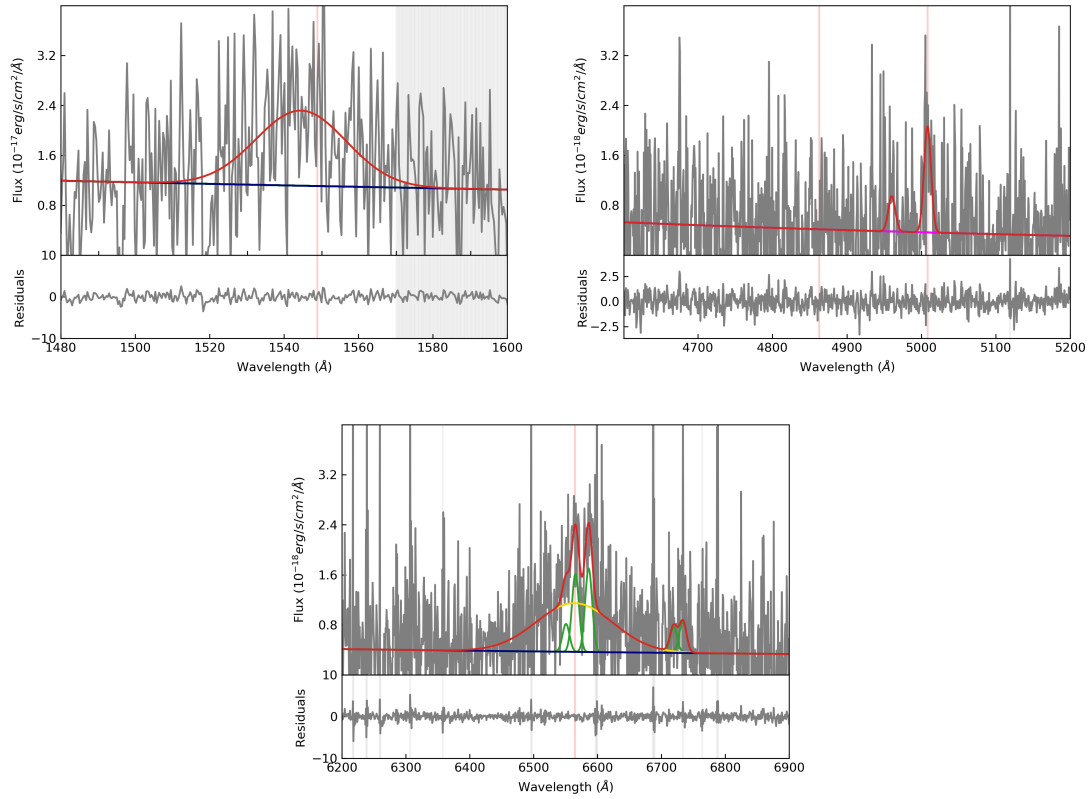 3.2
2.4
1.6
0.8
Flux (10⁻¹⁷erg/s/cm²/Å)
10
0
−10
Residuals
1480 1500 1520 1540 1560 1580 1600
Wavelength (Å)
3.2
2.4
1.6
0.8
Flux (10⁻¹⁸erg/s/cm²/Å)
2.5
0.0
−2.5
Residuals
4700 4800 4900 5000 5100 5200
Wavelength (Å)
3.2
2.4
1.6
0.8
Flux (10⁻¹⁸erg/s/cm²/Å)
10
0
−10
Residuals
6200 6300 6400 6500 6600 6700 6800 6900
Wavelength (Å)